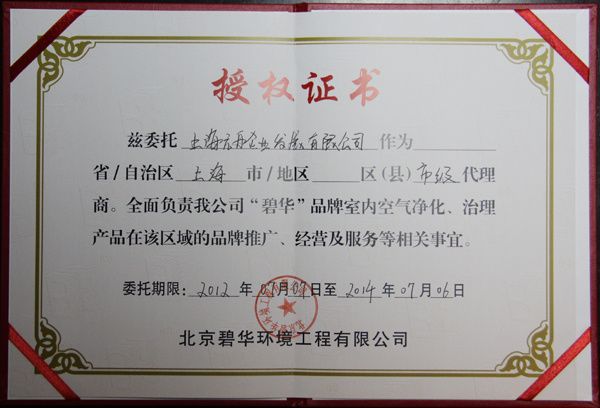 授权证书
兹委托 上海方舟企业发展有限公司 作为
省/自治区 上海 市/地区 区(县) 市级 代理
商。全面负责我公司“碧华”品牌室内空气净化、治理
产品在该区域的品牌推广、经营及服务等相关事宜。
委托期限：2012 年 07 月 07 日至 2014 年 07 月 06 日
北京碧华环境工程有限公司